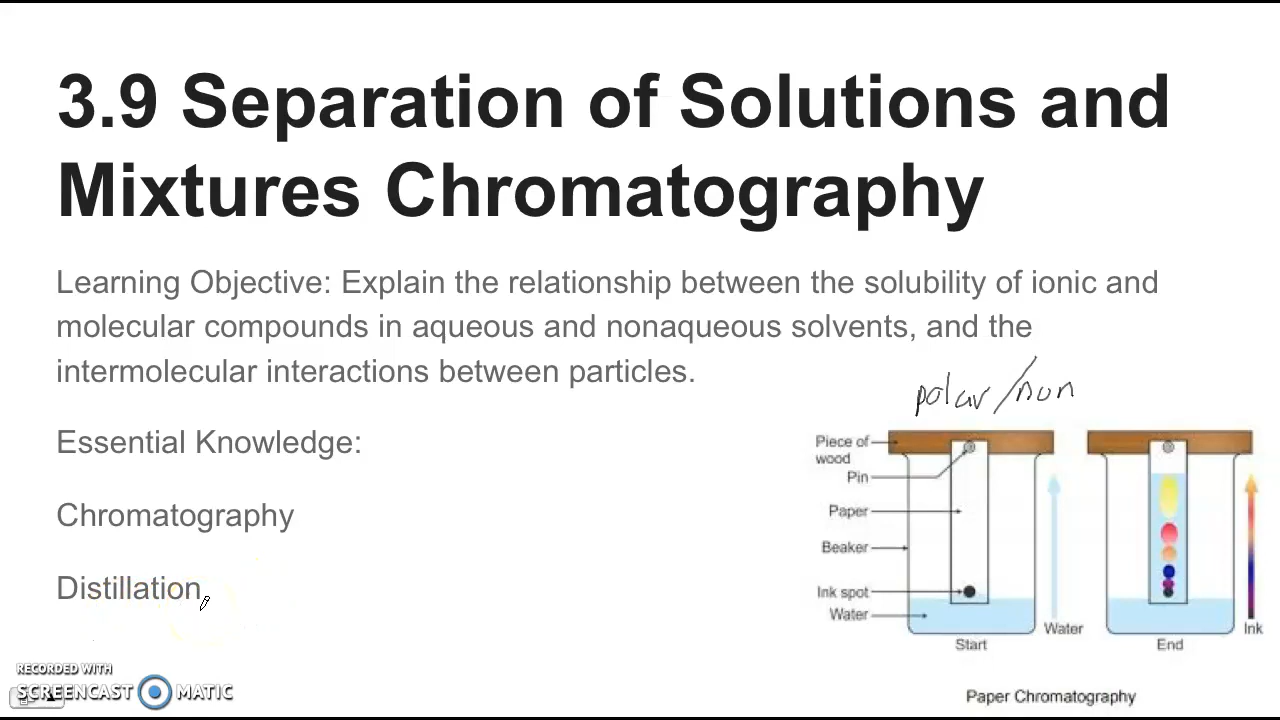 3.9 Separation of Solutions and
Mixtures Chromatography
Learning Objective: Explain the relationship between the solubility of ionic and
molecular compounds in aqueous and nonaqueous solvents, and the
intermolecular interactions between particles.
polar/non
Essential Knowledge:
Chromatography
Distillation
Piece of
wood
Pin
Paper
Beaker
Ink spot
Water
Water
Ink
Start
End
Paper Chromatography
RECORDED WITH
SCREENCAST MATIC